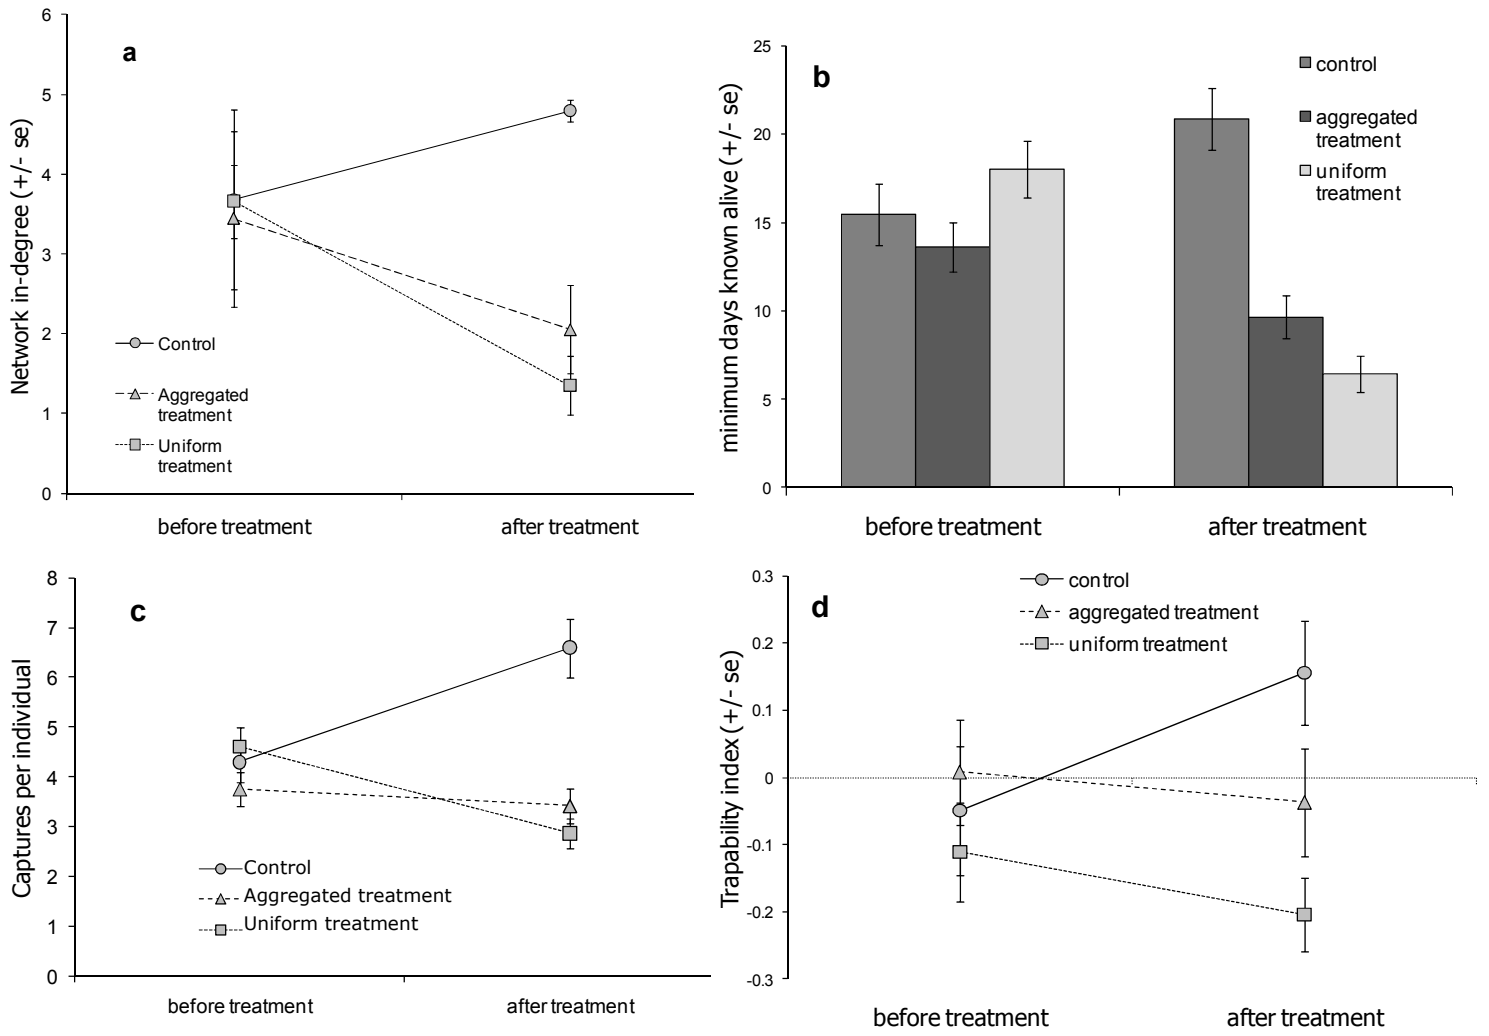 a
Network in-degree (+/- se)
6
5
4
3
2
1
0
Control
Aggregated
treatment
Uniform
treatment
before treatment
after treatment
b
minimum days known alive (+/- se)
25
20
15
10
5
0
control
aggregated
treatment
uniform
treatment
before treatment
after treatment
c
Captures per individual
8
7
6
5
4
3
2
1
0
Control
Aggregated treatment
Uniform treatment
before treatment
after treatment
d
Trapability index (+/- se)
0.3
0.2
0.1
0
-0.1
-0.2
-0.3
control
aggregated treatment
uniform treatment
before treatment
after treatment